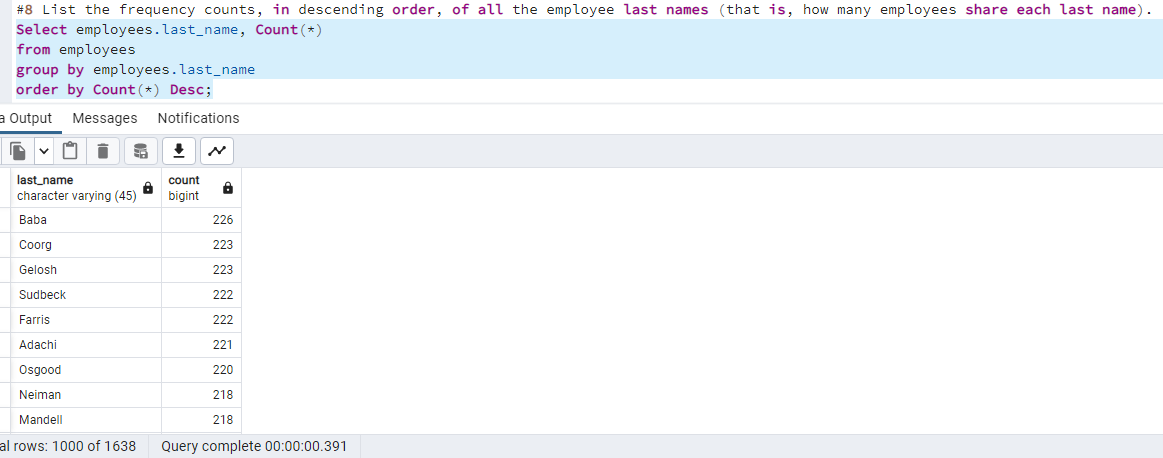 #8 List the frequency counts, in descending order, of all the employee last names (that is, how many employees share each last name).
Select employees.last_name, Count(*)
from employees
group by employees.last_name
order by Count(*) Desc;
a Output Messages Notifications
last_name count
character varying (45) bigint
Baba 226
Coorg 223
Gelosh 223
Sudbeck 222
Farris 222
Adachi 221
Osgood 220
Neiman 218
Mandell 218
al rows: 1000 of 1638 Query complete 00:00:00.391